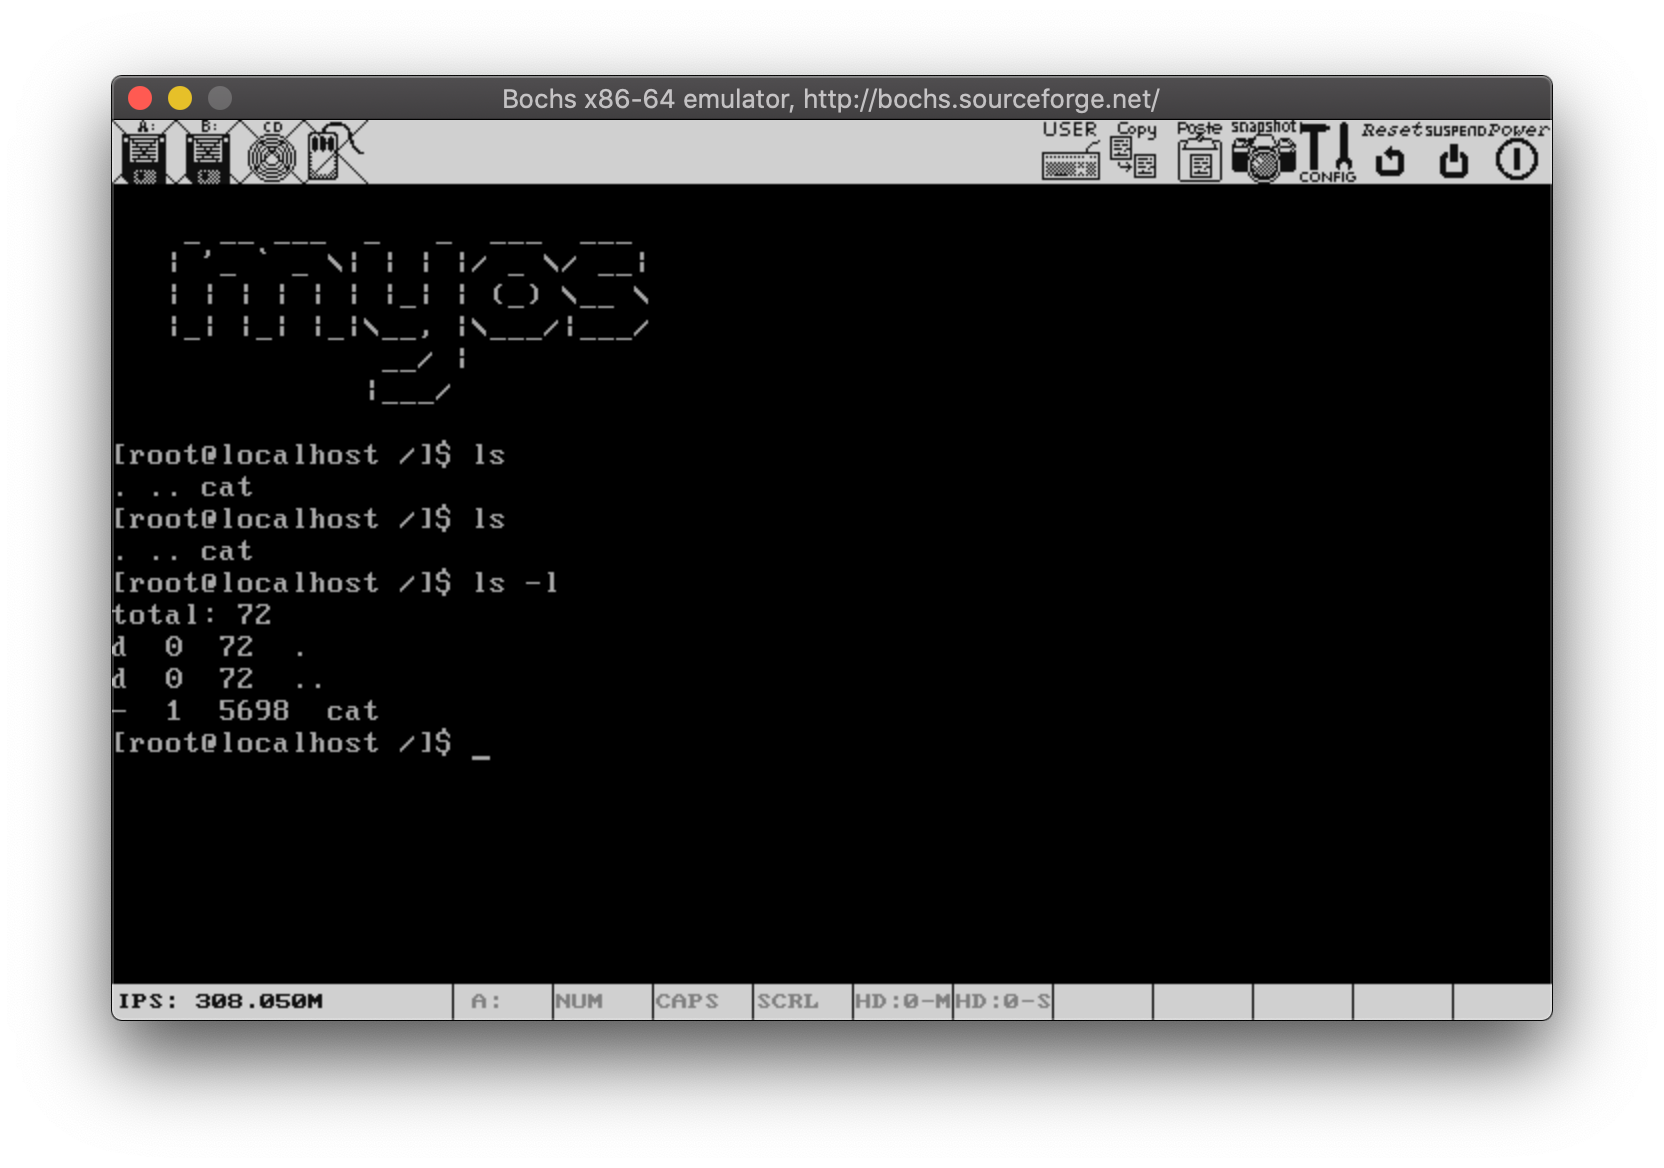 Bochs x86-64 emulator, http://bochs.sourceforge.net/
A: B: CD USER Copy Paste snapshot CONFIG Reset SUSPEND Power
myos
[root@localhost /]$ ls
. .. cat
[root@localhost /]$ ls
. .. cat
[root@localhost /]$ ls -l
total: 72
d 0 72 .
d 0 72 ..
- 1 5698 cat
[root@localhost /]$ _
IPS: 308.050M A: NUM CAPS SCRL HD:0-M HD:0-S